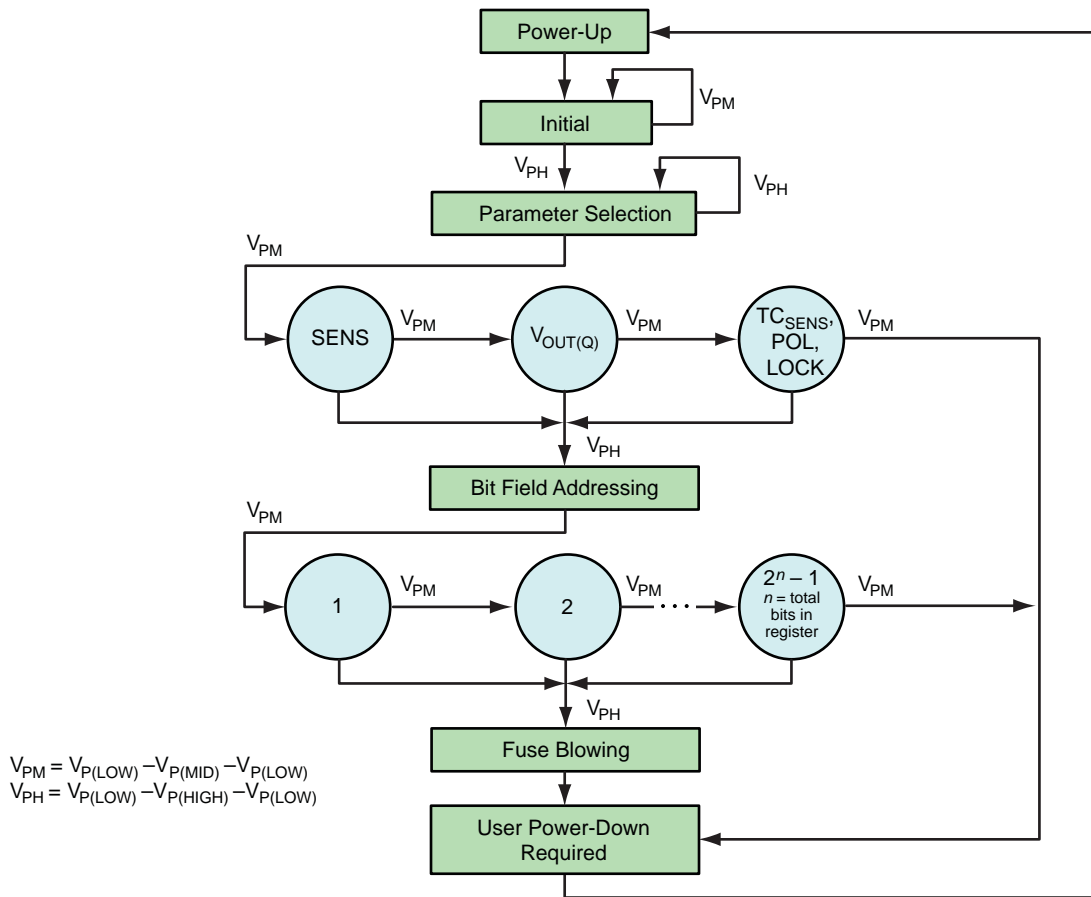 Power-Up
V_PM
Initial
V_PH
V_PH
Parameter Selection
V_PM
SENS
V_PM
V_OUT(Q)
V_PM
TC_SENS,
POL,
LOCK
V_PM
V_PH
Bit Field Addressing
V_PM
1
V_PM
2
V_PM
2ⁿ – 1
n = total
bits in
register
V_PM
V_PH
Fuse Blowing
V_PM = V_P(LOW) –V_P(MID) –V_P(LOW)
V_PH = V_P(LOW) –V_P(HIGH) –V_P(LOW)
User Power-Down
Required